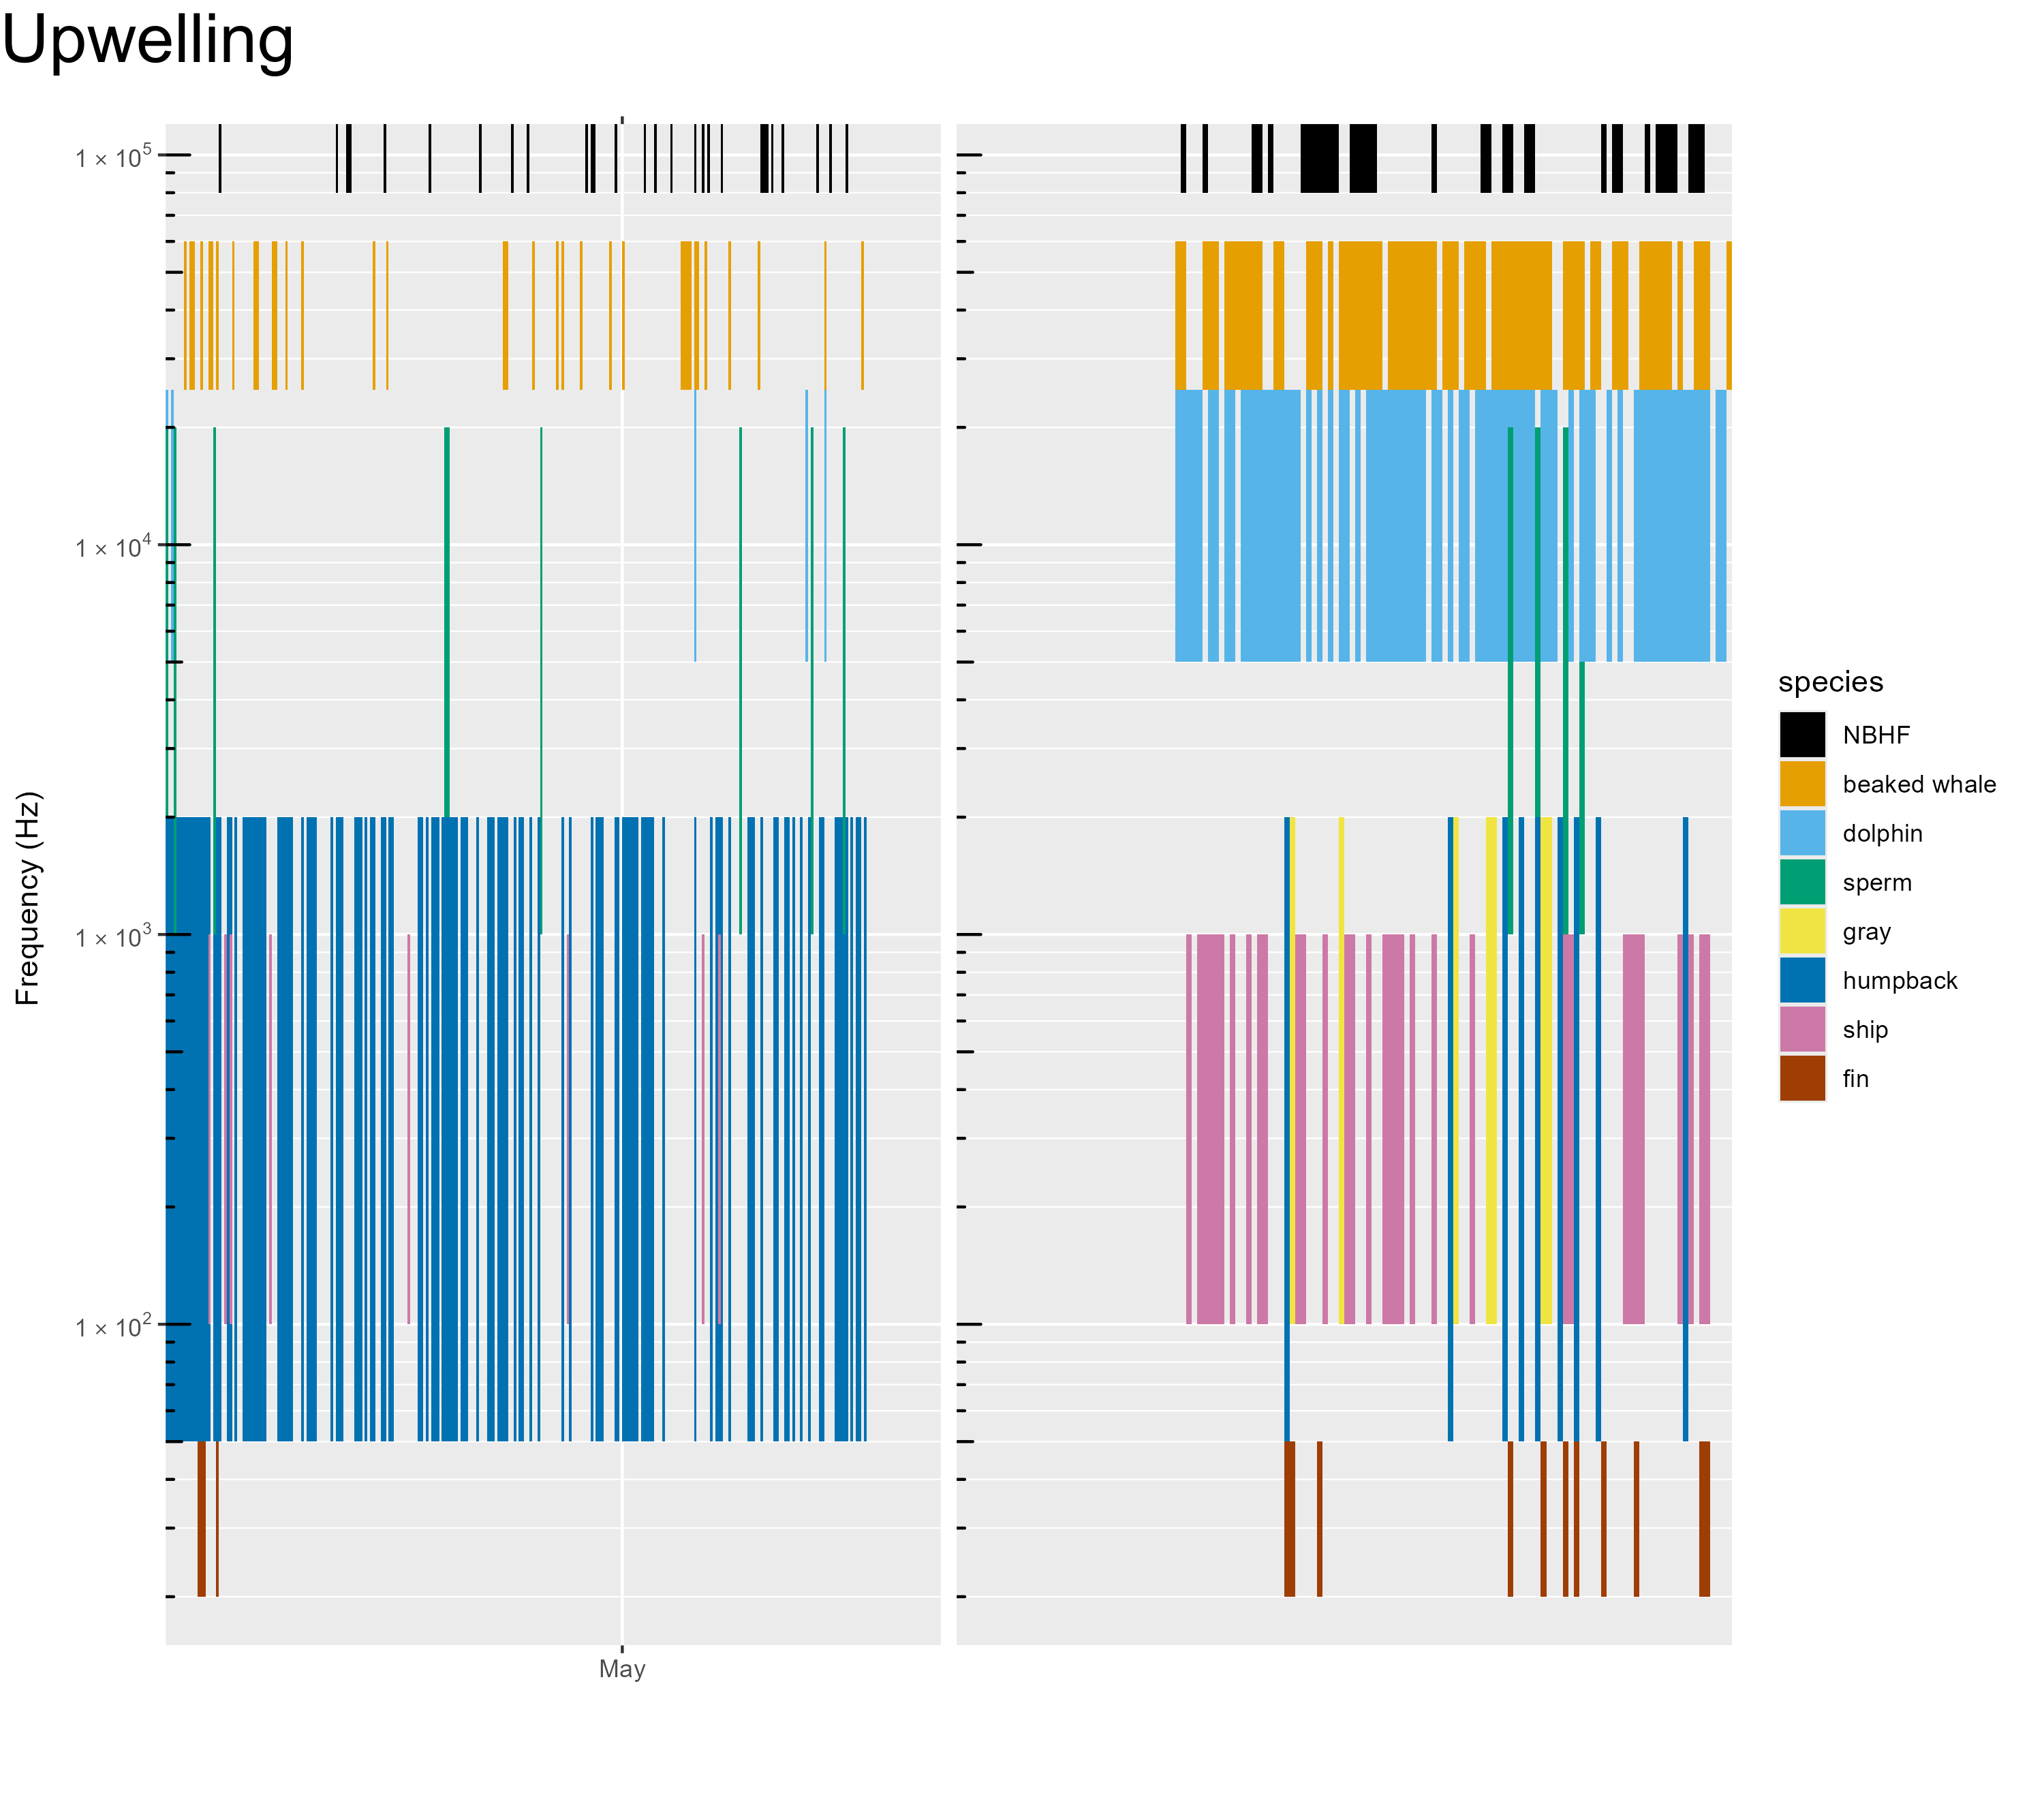 Upwelling
1 × 10⁵
1 × 10⁴
1 × 10³
1 × 10²
Frequency (Hz)
May
species
NBHF
beaked whale
dolphin
sperm
gray
humpback
ship
fin